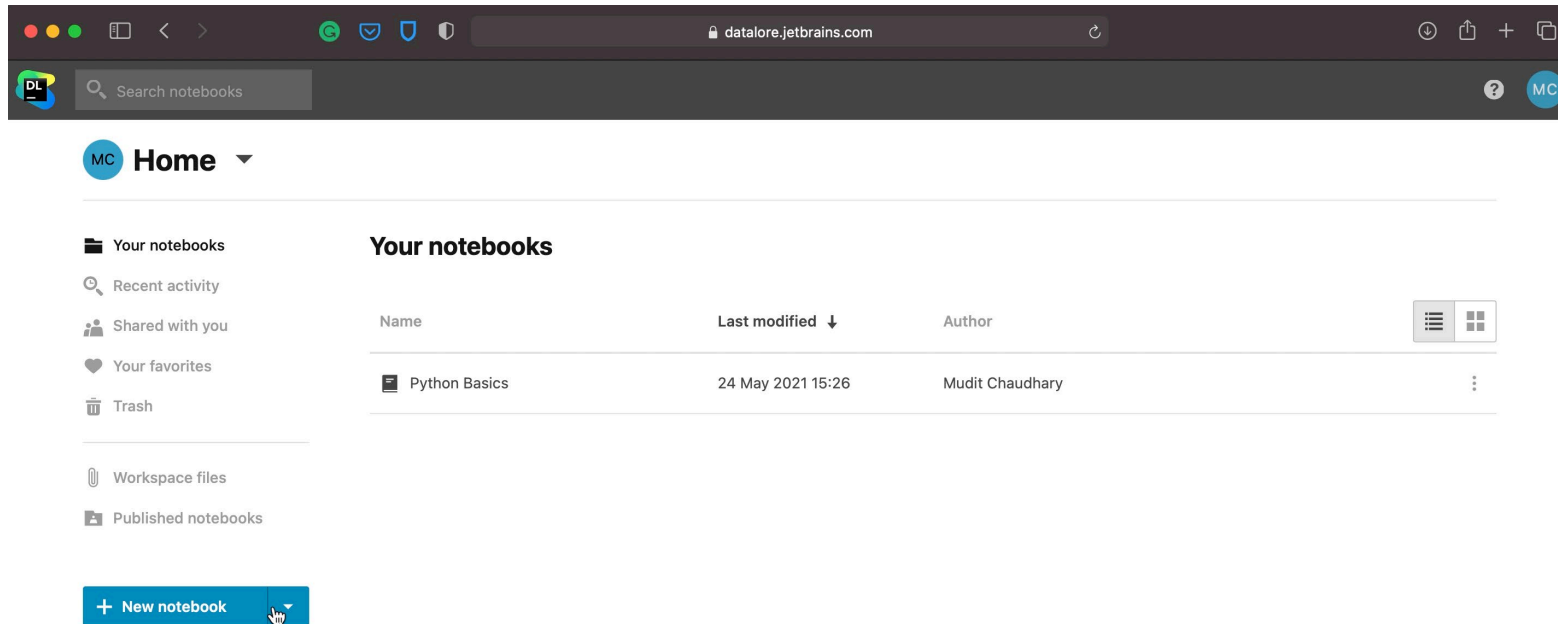 datalore.jetbrains.com
DL
Search notebooks
?
MC
MC Home
Your notebooks
Recent activity
Shared with you
Your favorites
Trash
Workspace files
Published notebooks
New notebook
Your notebooks
Name Last modified Author
Python Basics 24 May 2021 15:26 Mudit Chaudhary